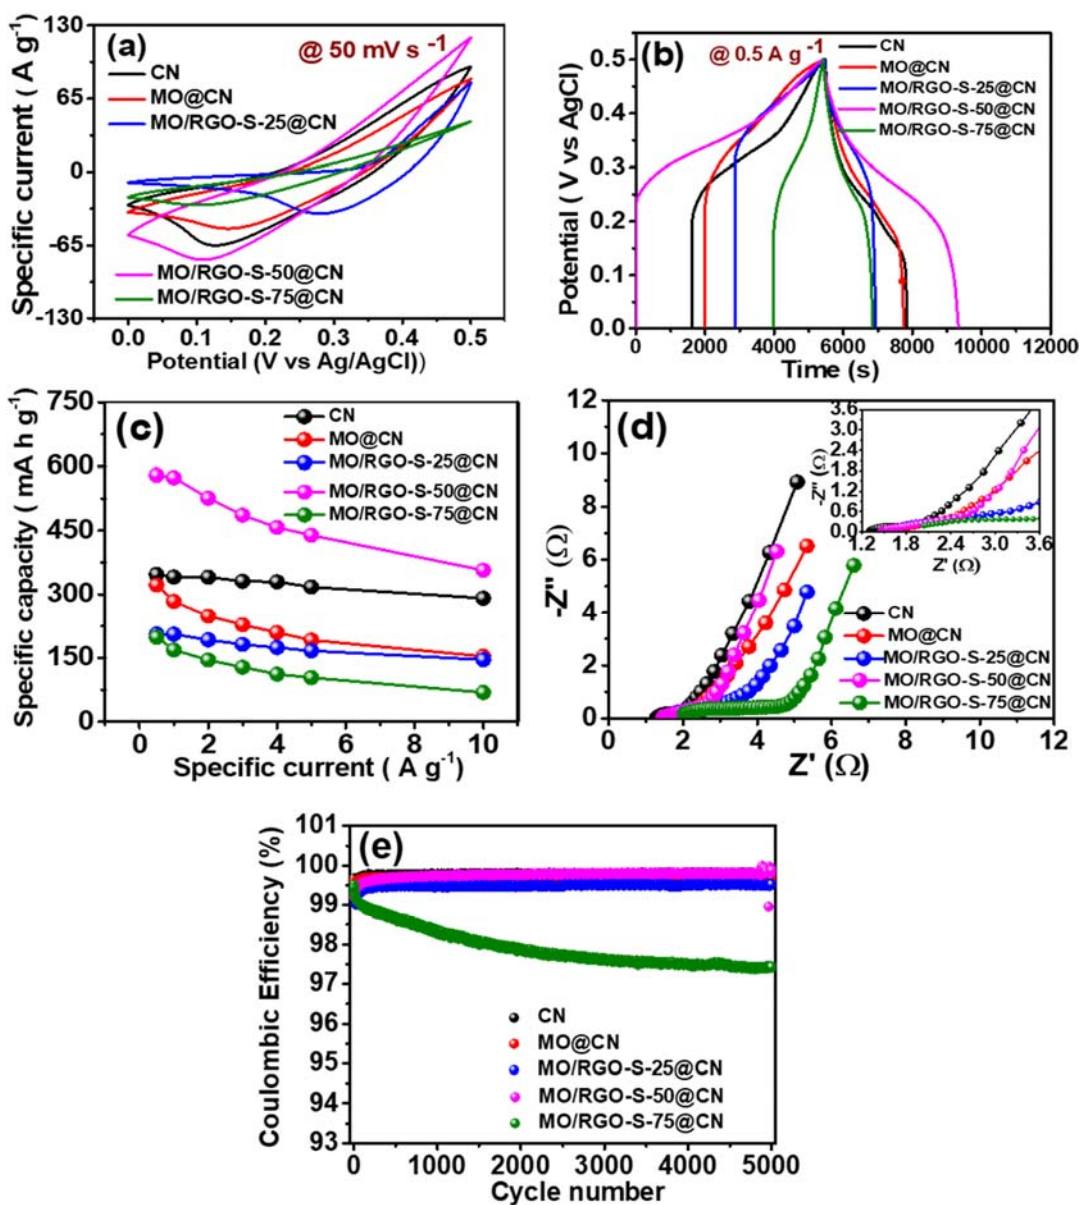 (a)
@ 50 mV s -1
CN
MO@CN
MO/RGO-S-25@CN
MO/RGO-S-50@CN
MO/RGO-S-75@CN
130
65
0
-65
-130
Specific current ( A g-1)
0.0 0.1 0.2 0.3 0.4 0.5
Potential (V vs Ag/AgCl))
(b)
@ 0.5 A g-1
CN
MO@CN
MO/RGO-S-25@CN
MO/RGO-S-50@CN
MO/RGO-S-75@CN
0.5
0.4
0.3
0.2
0.1
0.0
Potential ( V vs AgCl)
0 2000 4000 6000 8000 10000 12000
Time (s)
(c)
CN
MO@CN
MO/RGO-S-25@CN
MO/RGO-S-50@CN
MO/RGO-S-75@CN
750
600
450
300
150
0
Specific capacity ( mA h g-1)
0 2 4 6 8 10
Specific current ( A g-1)
(d)
12
10
8
6
4
2
0
-Z'' (Ω)
0 2 4 6 8 10 12
Z' (Ω)
3.6
3.0
2.4
1.8
1.2
0.6
0.0
-Z'' (Ω)
1.2 1.8 2.4 3.0 3.6
Z' (Ω)
CN
MO@CN
MO/RGO-S-25@CN
MO/RGO-S-50@CN
MO/RGO-S-75@CN
(e)
101
100
99
98
97
96
95
94
93
Coulombic Efficiency (%)
CN
MO@CN
MO/RGO-S-25@CN
MO/RGO-S-50@CN
MO/RGO-S-75@CN
0 1000 2000 3000 4000 5000
Cycle number